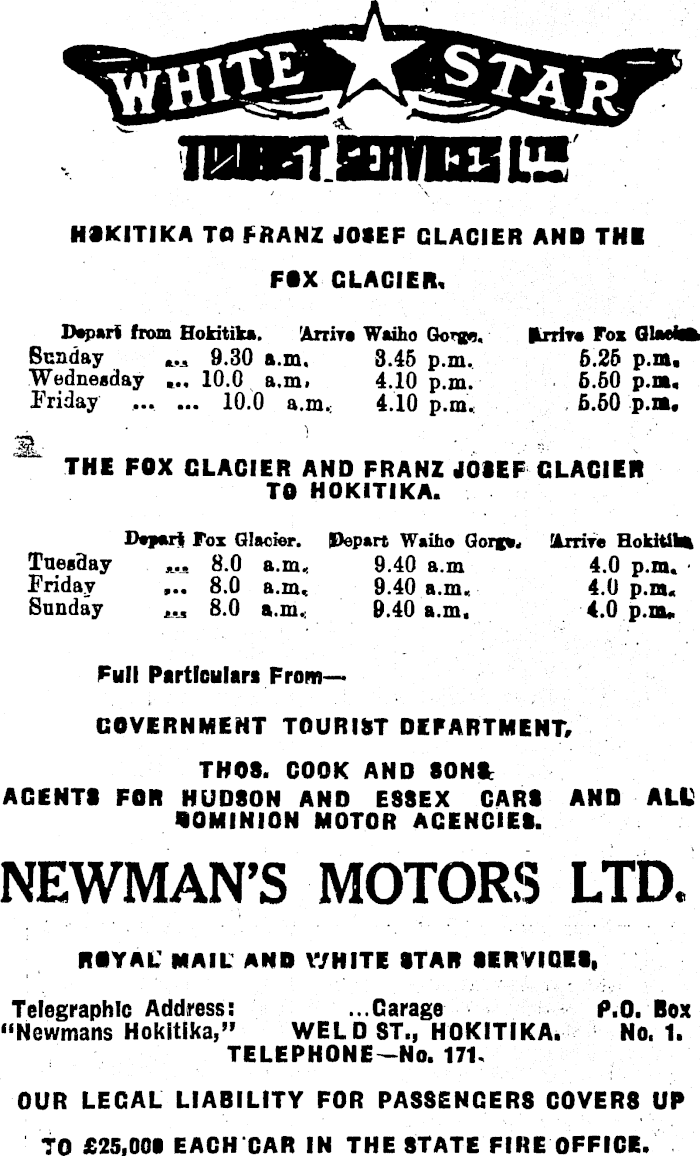 WHITE STAR
TOURIST SERVICES LTD
HOKITIKA TO FRANZ JOSEF GLACIER AND THE
FOX GLACIER.
Depart from Hokitika. Arrive Waiho Gorge. Arrive Fox Glacier
Sunday ... 9.30 a.m. 3.45 p.m. 5.25 p.m.
Wednesday ... 10.0 a.m. 4.10 p.m. 5.50 p.m.
Friday ... ... 10.0 a.m. 4.10 p.m. 5.50 p.m.
THE FOX GLACIER AND FRANZ JOSEF GLACIER
TO HOKITIKA.
Depart Fox Glacier. Depart Waiho Gorge. Arrive Hokitika
Tuesday ... 8.0 a.m. 9.40 a.m 4.0 p.m.
Friday ... 8.0 a.m. 9.40 a.m. 4.0 p.m.
Sunday ... 8.0 a.m. 9.40 a.m. 4.0 p.m.
Full Particulars From—
GOVERNMENT TOURIST DEPARTMENT,
THOS. COOK AND SONS
AGENTS FOR HUDSON AND ESSEX CARS AND ALL
DOMINION MOTOR AGENCIES.
NEWMAN'S MOTORS LTD.
ROYAL MAIL AND WHITE STAR SERVICES,
Telegraphic Address: ...Garage P.O. Box
"Newmans Hokitika," WELD ST., HOKITIKA. No. 1.
TELEPHONE—No. 171.
OUR LEGAL LIABILITY FOR PASSENGERS COVERS UP
TO £25,000 EACH CAR IN THE STATE FIRE OFFICE.